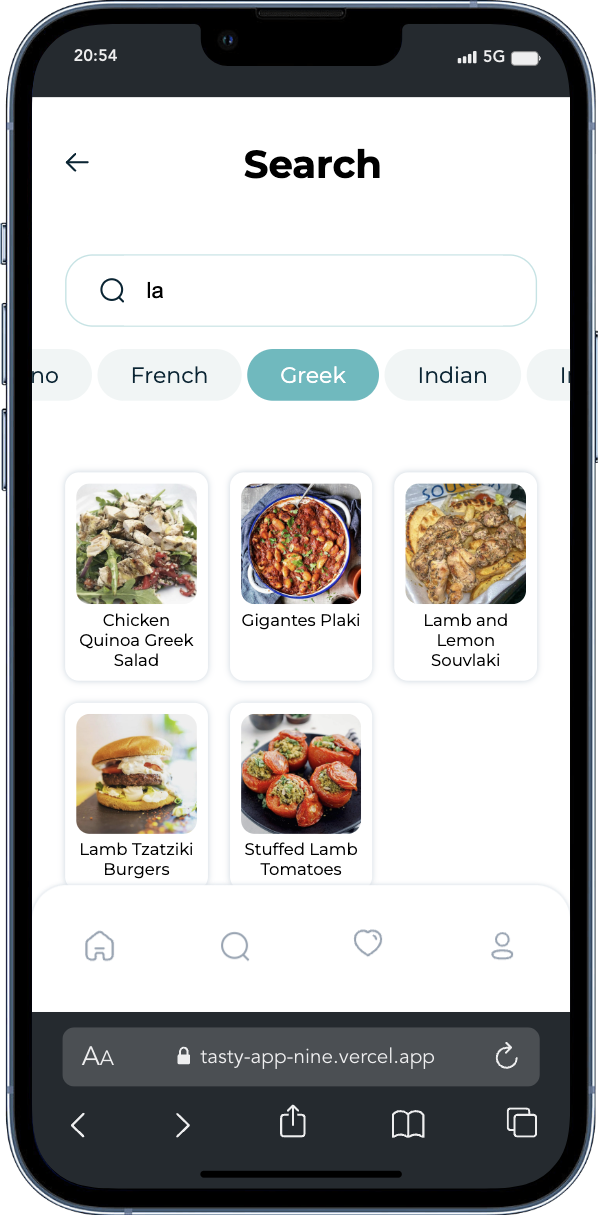 20:54
5G
Search
la
no
French
Greek
Indian
Chicken
Quinoa Greek
Salad
Gigantes Plaki
Lamb and
Lemon
Souvlaki
Lamb Tzatziki
Burgers
Stuffed Lamb
Tomatoes
AA
tasty-app-nine.vercel.app